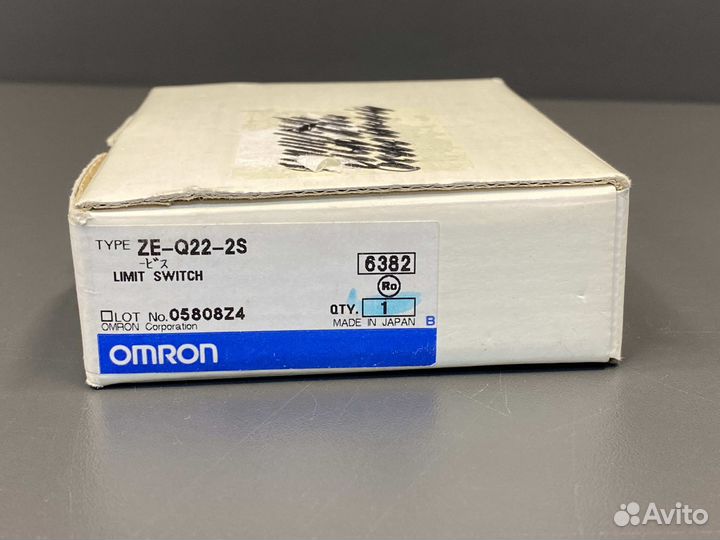 TYPE ZE-Q22-2S
-ビス
LIMIT SWITCH
6382
Ro
LOT No. 05808Z4
QTY. 1
OMRON Corporation
MADE IN JAPAN B
OMRON
Avito